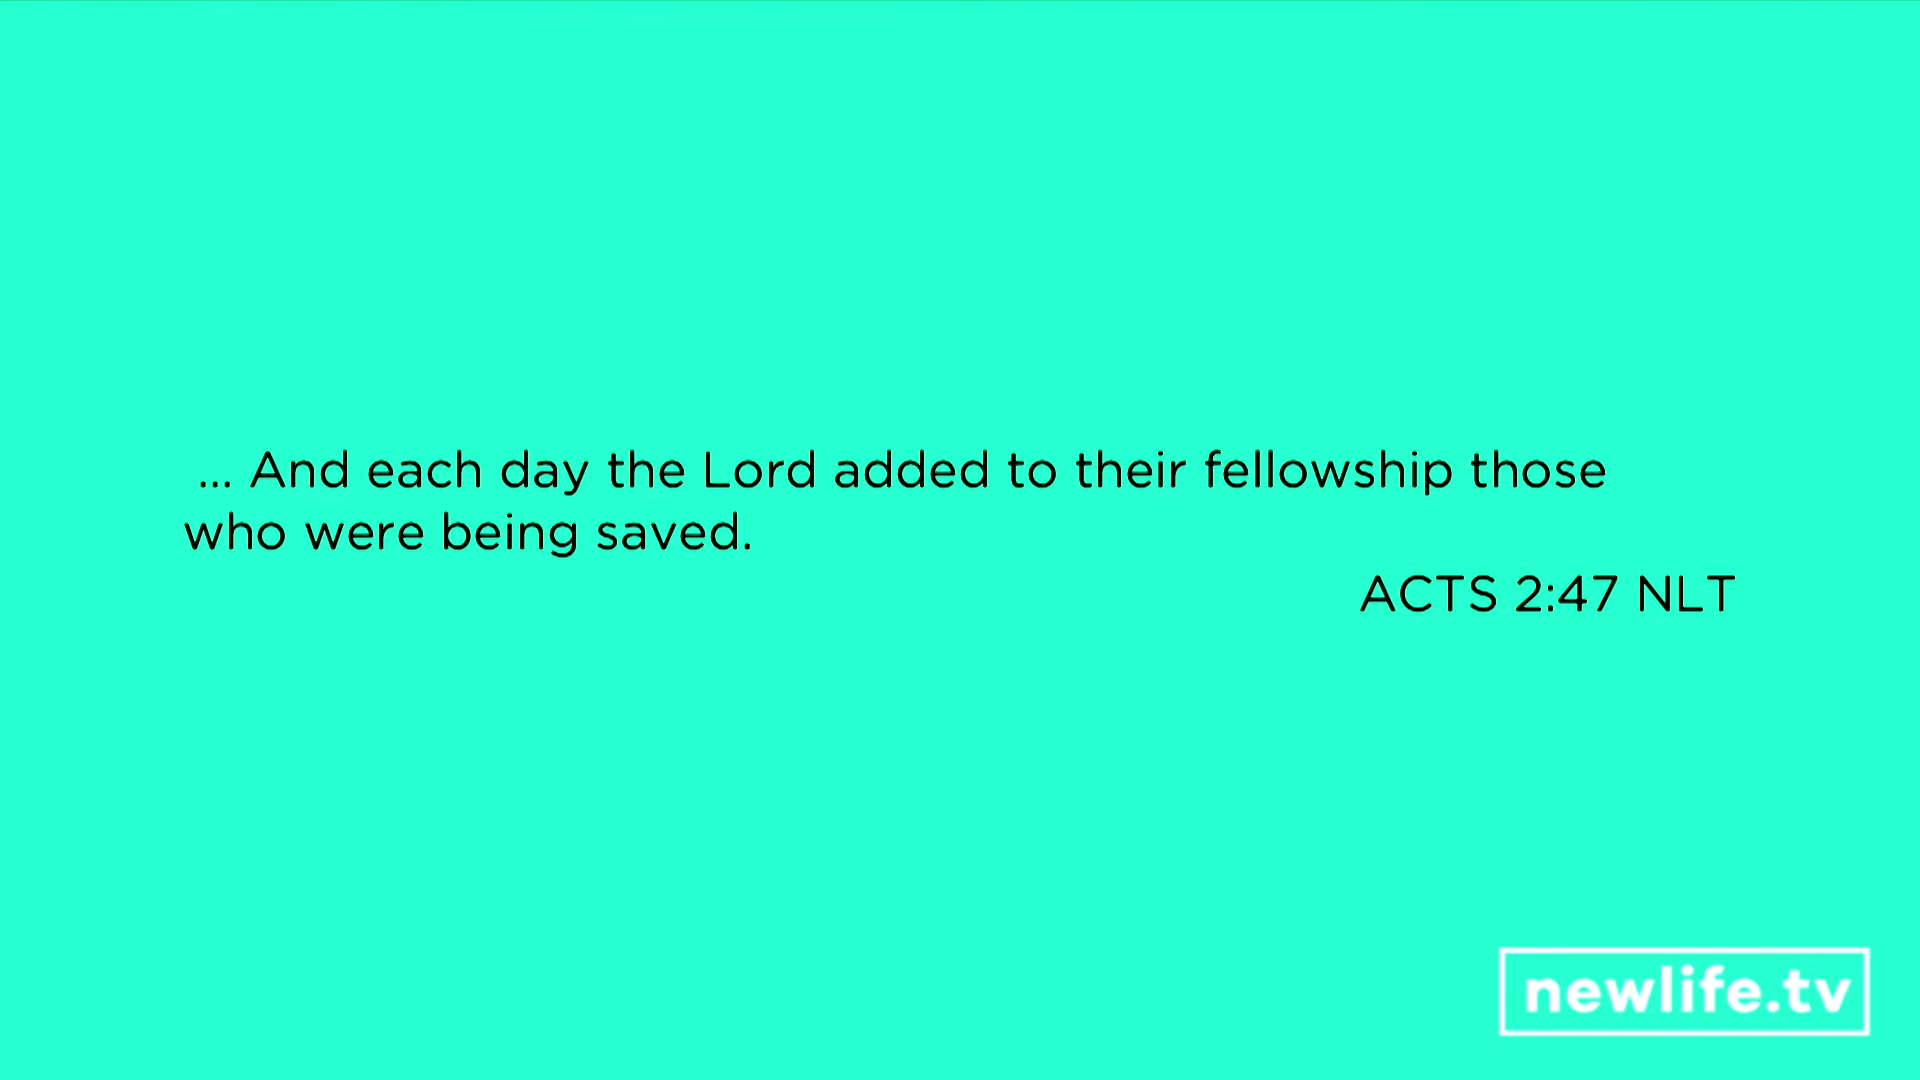 ... And each day the Lord added to their fellowship those
who were being saved.
ACTS 2:47 NLT
newlife.tv